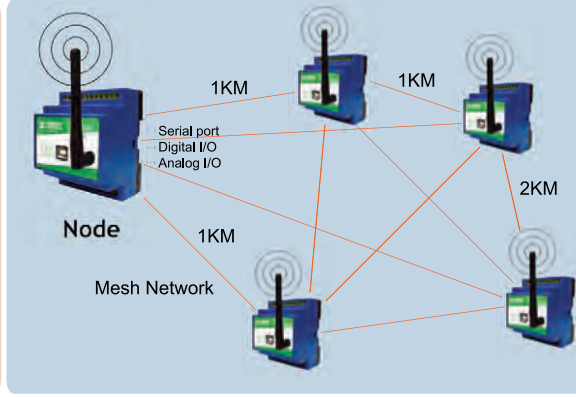 1KM
1KM
Serial port
Digital I/O
Analog I/O
2KM
Node
1KM
Mesh Network